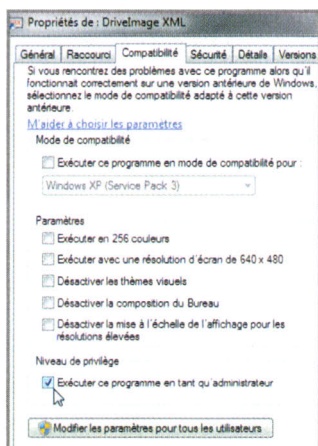 Propriétés de : DriveImage XML
Général Raccourci Compatibilité Sécurité Détails Versions
Si vous rencontrez des problèmes avec ce programme alors qu'il
fonctionnait correctement sur une version antérieure de Windows,
sélectionnez le mode de compatibilité adapté à cette version
antérieure.
M'aider à choisir les paramètres
Mode de compatibilité
Exécuter ce programme en mode de compatibilité pour :
Windows XP (Service Pack 3)
Paramètres
Exécuter en 256 couleurs
Exécuter avec une résolution d'écran de 640 x 480
Désactiver les thèmes visuels
Désactiver la composition du Bureau
Désactiver la mise à l'échelle de l'affichage pour les
résolutions élevées
Niveau de privilège
Exécuter ce programme en tant qu'administrateur
Modifier les paramètres pour tous les utilisateurs